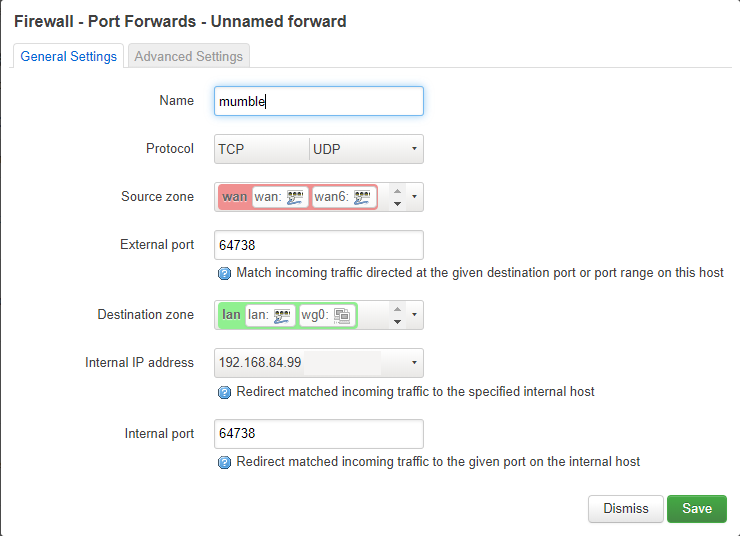 Firewall - Port Forwards - Unnamed forward
General Settings Advanced Settings
Name mumble
Protocol TCP UDP
Source zone wan wan: wan6:
External port 64738
Match incoming traffic directed at the given destination port or port range on this host
Destination zone lan lan: wg0:
Internal IP address 192.168.84.99
Redirect matched incoming traffic to the specified internal host
Internal port 64738
Redirect matched incoming traffic to the given port on the internal host
Dismiss Save